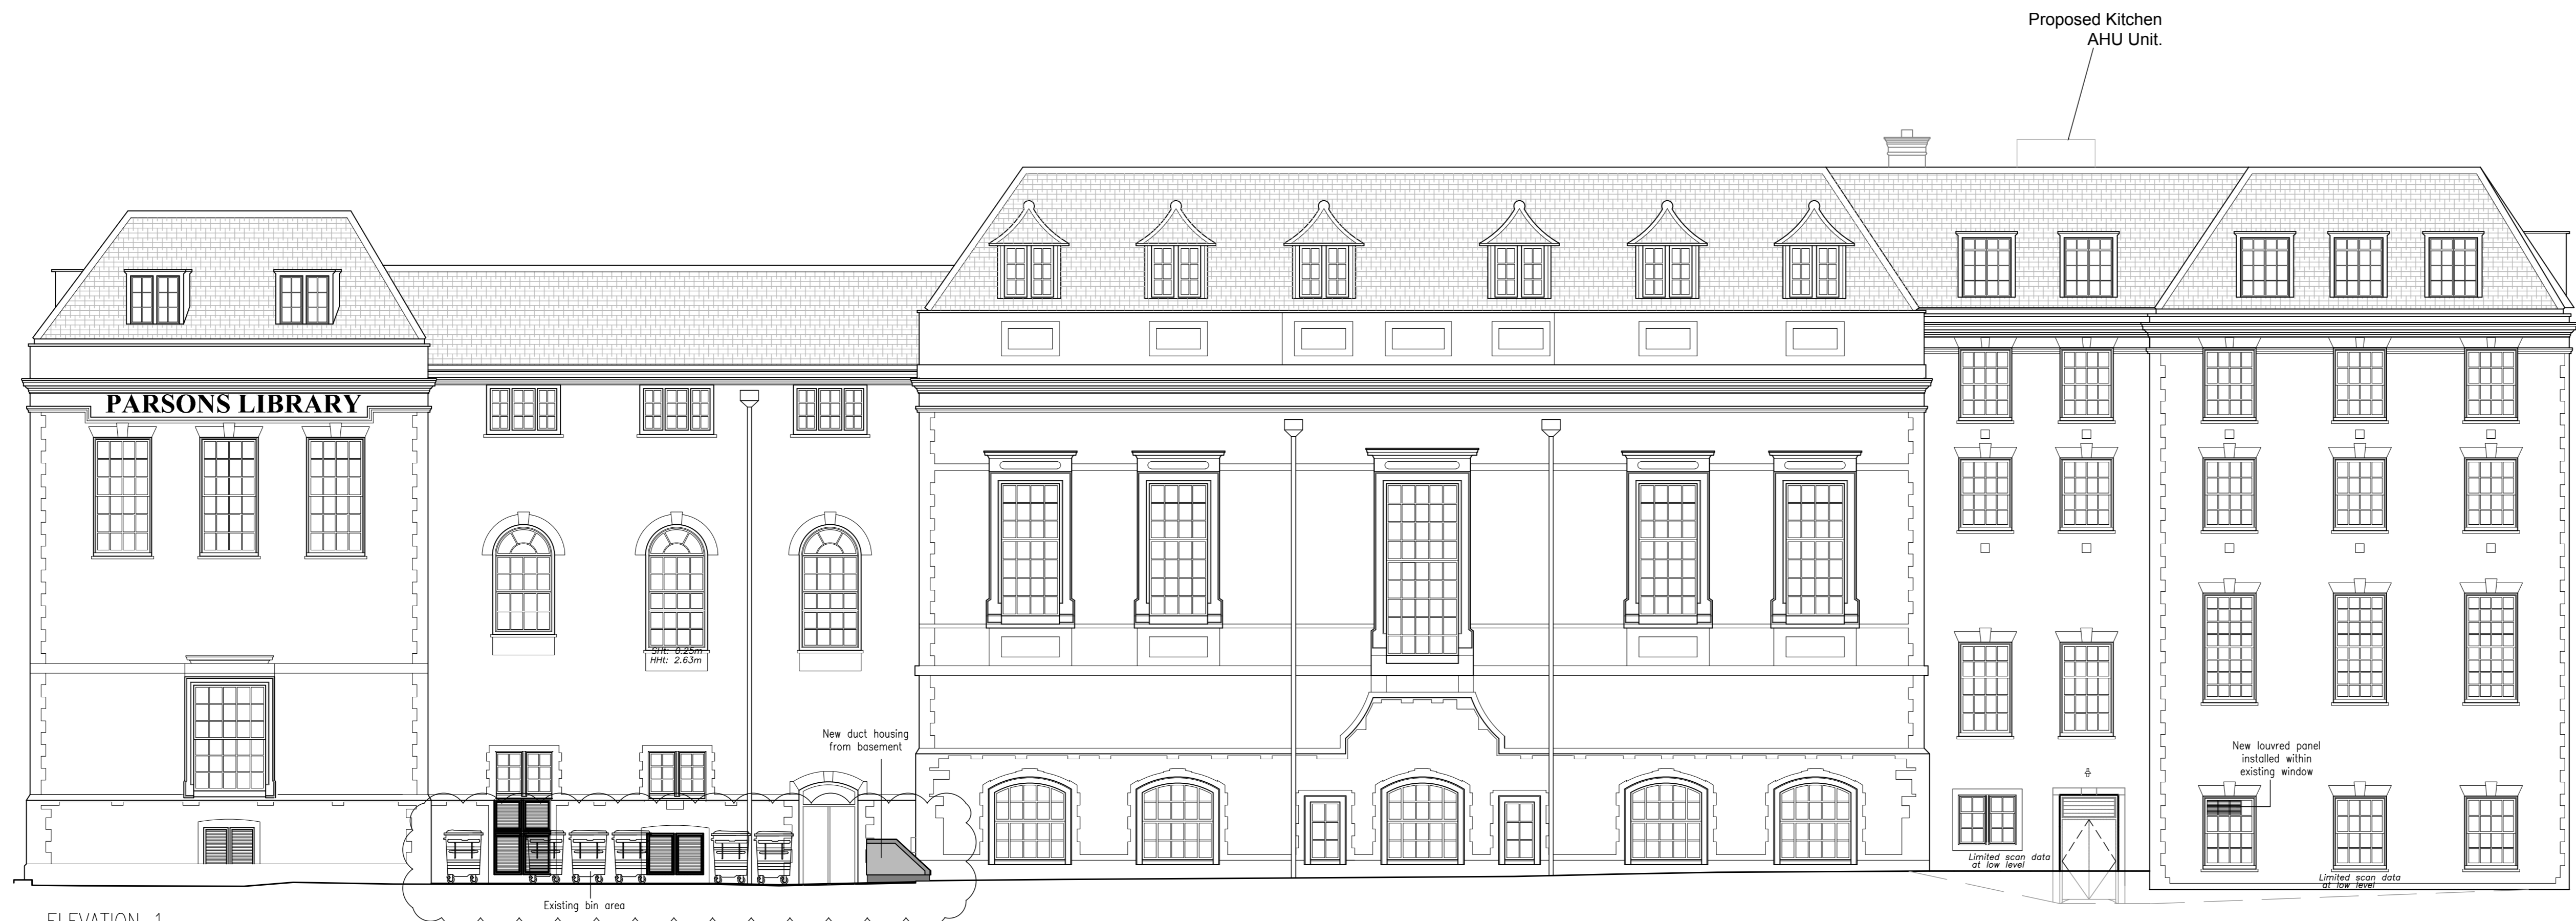 Proposed Kitchen
AHU Unit.
PARSONS LIBRARY
SHt: 0.25m
HHt: 2.63m
New duct housing
from basement
New louvred panel
installed within
existing window
Limited scan data
at low level
Limited scan data
at low level
Existing bin area
ELEVATION 1